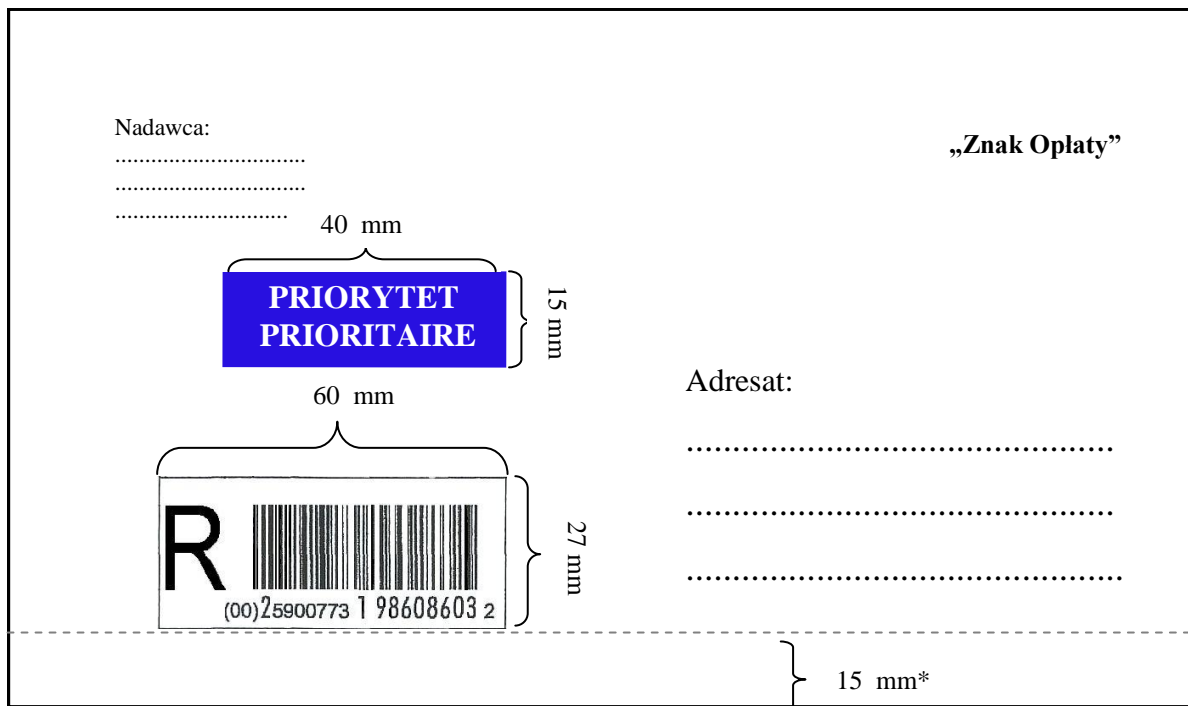 Nadawca:
................................
................................
.............................
„Znak Opłaty”
40 mm
PRIORYTET
PRIORITAIRE
15 mm
60 mm
Adresat:
..............................................
..............................................
...............................................
R
(00)25900773 1 98608603 2
27 mm
15 mm*